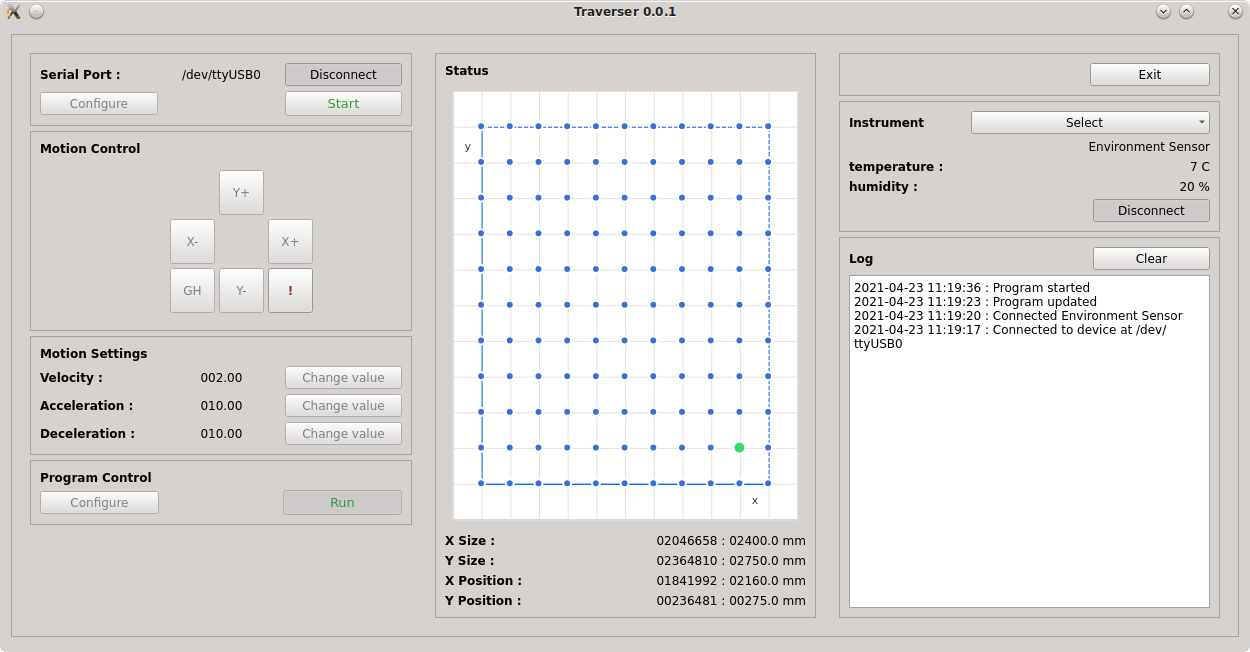 Traverser 0.0.1
Serial Port : /dev/ttyUSB0 Disconnect
Configure Start
Motion Control
Y+
X- X+
GH Y- !
Motion Settings
Velocity : 002.00 Change value
Acceleration : 010.00 Change value
Deceleration : 010.00 Change value
Program Control
Configure Run
Status
y
x
X Size : 02046658 : 02400.0 mm
Y Size : 02364810 : 02750.0 mm
X Position : 01841992 : 02160.0 mm
Y Position : 00236481 : 00275.0 mm
Exit
Instrument Select
Environment Sensor
temperature : 7 C
humidity : 20 %
Disconnect
Log Clear
2021-04-23 11:19:36 : Program started
2021-04-23 11:19:23 : Program updated
2021-04-23 11:19:20 : Connected Environment Sensor
2021-04-23 11:19:17 : Connected to device at /dev/
ttyUSB0